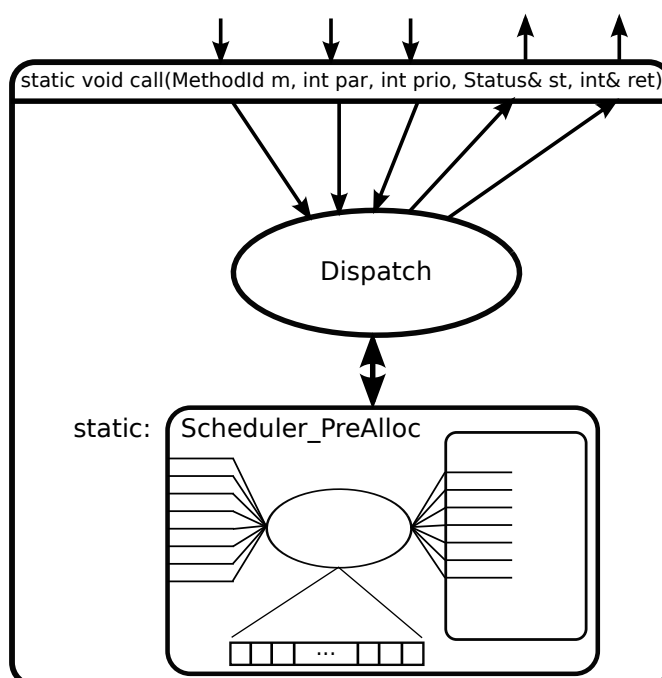 static void call(MethodId m, int par, int prio, Status& st, int& ret)
Dispatch
static: Scheduler_PreAlloc
...